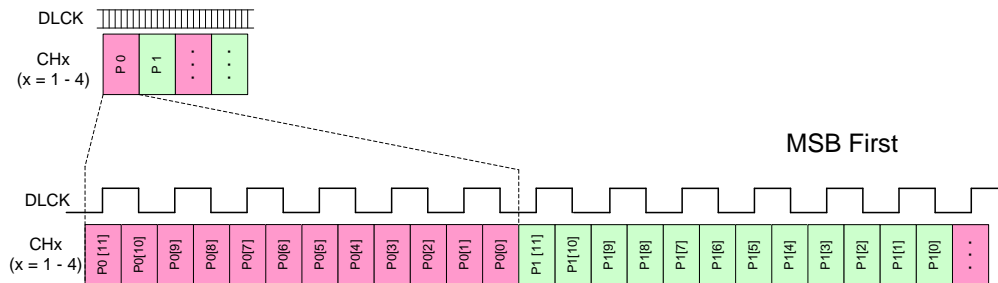 DLCK
CHx
(x = 1 - 4)
P 0
P 1
. . .
. . .
MSB First
DLCK
CHx
(x = 1 - 4)
P0 [11]
P0[10]
P0[9]
P0[8]
P0[7]
P0[6]
P0[5]
P0[4]
P0[3]
P0[2]
P0[1]
P0[0]
P1 [11]
P1[10]
P1[9]
P1[8]
P1[7]
P1[6]
P1[5]
P1[4]
P1[3]
P1[2]
P1[1]
P1[0]
. . .